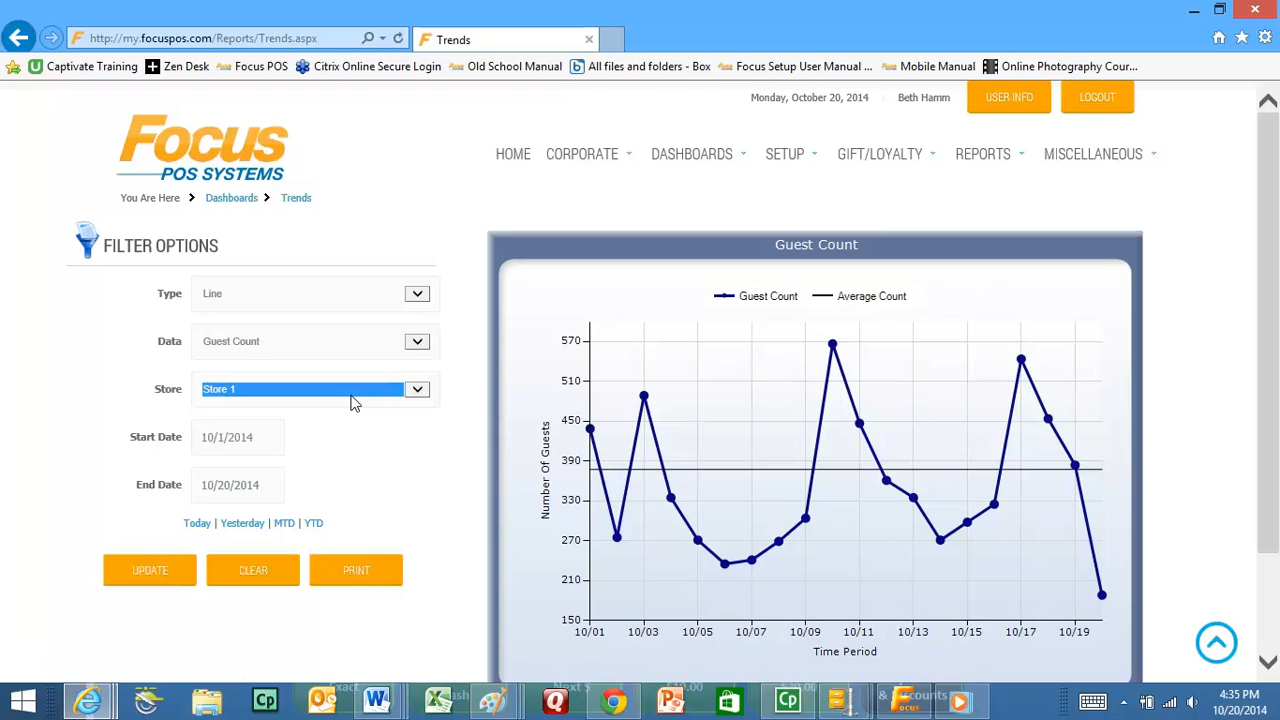 http://my.focuspos.com/Reports/Trends.aspx
Trends
Captivate Training
Zen Desk
Focus POS
Citrix Online Secure Login
Old School Manual
All files and folders - Box
Focus Setup User Manual ...
Mobile Manual
Online Photography Cour...
Monday, October 20, 2014
Beth Hamm
USER INFO
LOGOUT
Focus
POS SYSTEMS
HOME
CORPORATE
DASHBOARDS
SETUP
GIFT/LOYALTY
REPORTS
MISCELLANEOUS
You Are Here
Dashboards
Trends
FILTER OPTIONS
Type
Line
Data
Guest Count
Store
Store 1
Start Date
10/1/2014
End Date
10/20/2014
Today | Yesterday | MTD | YTD
UPDATE
CLEAR
PRINT
Guest Count
Guest Count
Average Count
Number Of Guests
570
510
450
390
330
270
210
150
10/01
10/03
10/05
10/07
10/09
10/11
10/13
10/15
10/17
10/19
Time Period
Exact
Next $
4:35 PM
10/20/2014